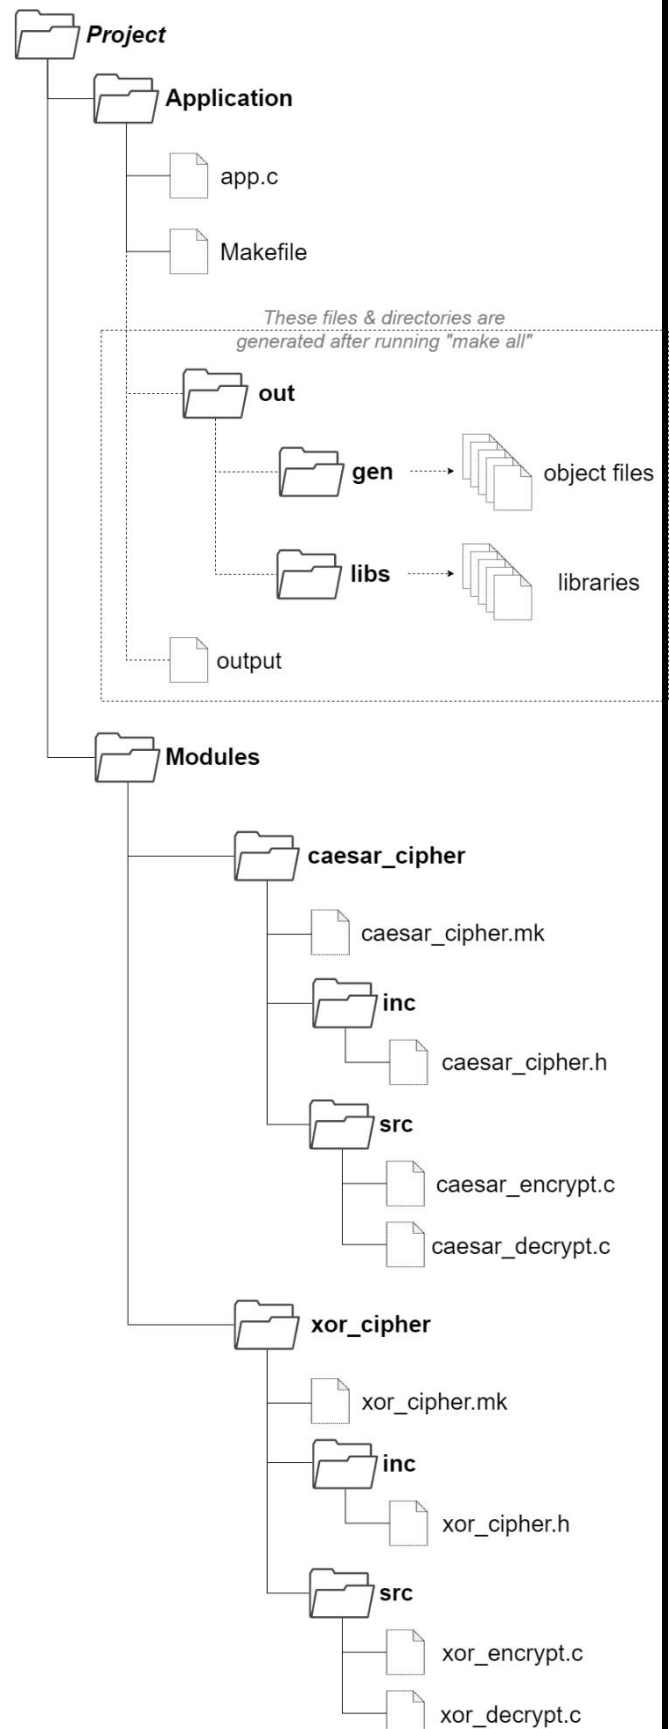 Project
Application
app.c
Makefile
These files & directories are
generated after running "make all"
out
gen
object files
libs
libraries
output
Modules
caesar_cipher
caesar_cipher.mk
inc
caesar_cipher.h
src
caesar_encrypt.c
caesar_decrypt.c
xor_cipher
xor_cipher.mk
inc
xor_cipher.h
src
xor_encrypt.c
xor_decrypt.c